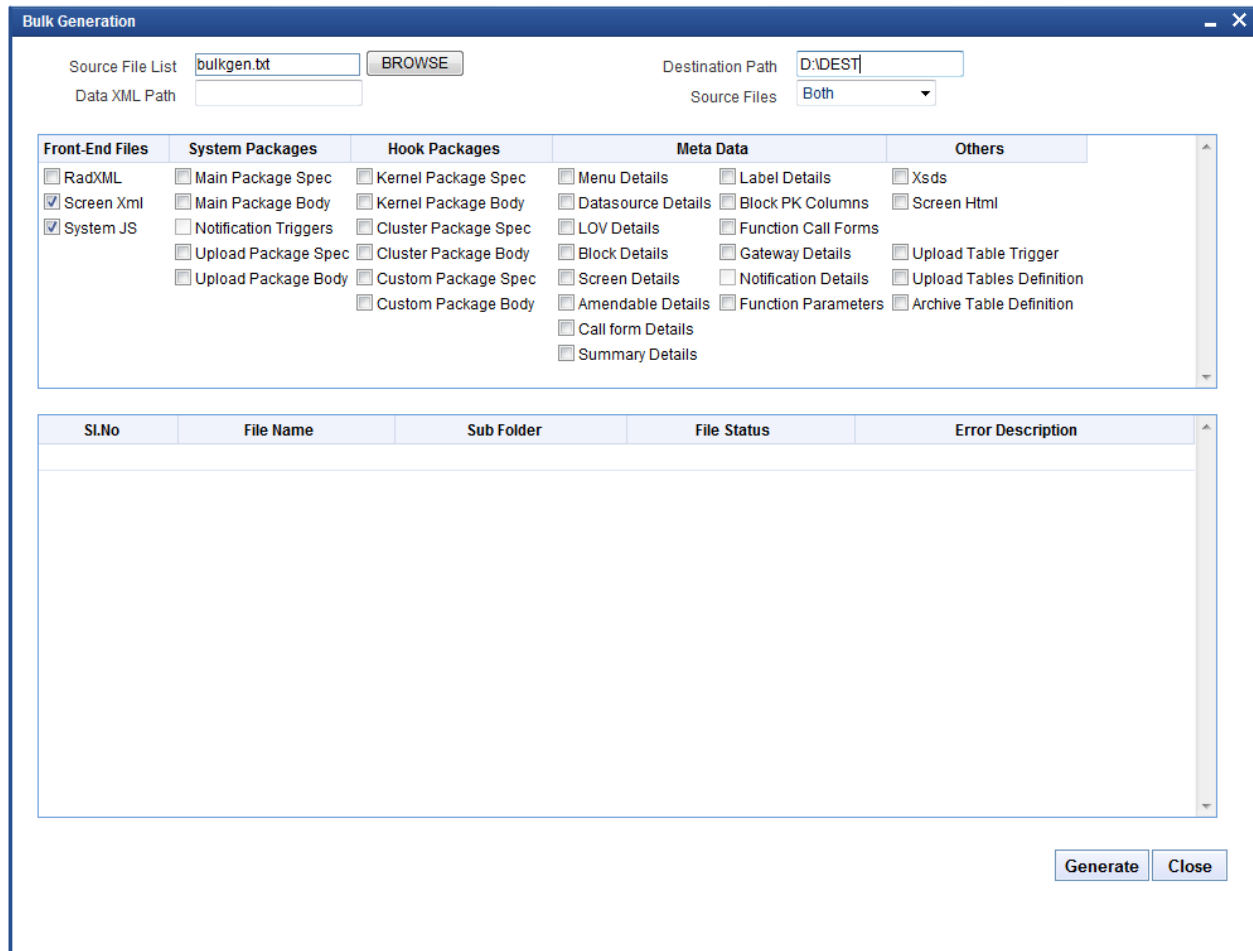 Bulk Generation
Source File List bulkgen.txt BROWSE Destination Path D:\DEST
Data XML Path Source Files Both
Front-End Files System Packages Hook Packages Meta Data Others
RadXML Main Package Spec Kernel Package Spec Menu Details Label Details Xsds
Screen Xml Main Package Body Kernel Package Body Datasource Details Block PK Columns Screen Html
System JS Notification Triggers Cluster Package Spec LOV Details Function Call Forms
Upload Package Spec Cluster Package Body Block Details Gateway Details Upload Table Trigger
Upload Package Body Custom Package Spec Screen Details Notification Details Upload Tables Definition
Custom Package Body Amendable Details Function Parameters Archive Table Definition
Call form Details
Summary Details
Sl.No File Name Sub Folder File Status Error Description
Generate Close